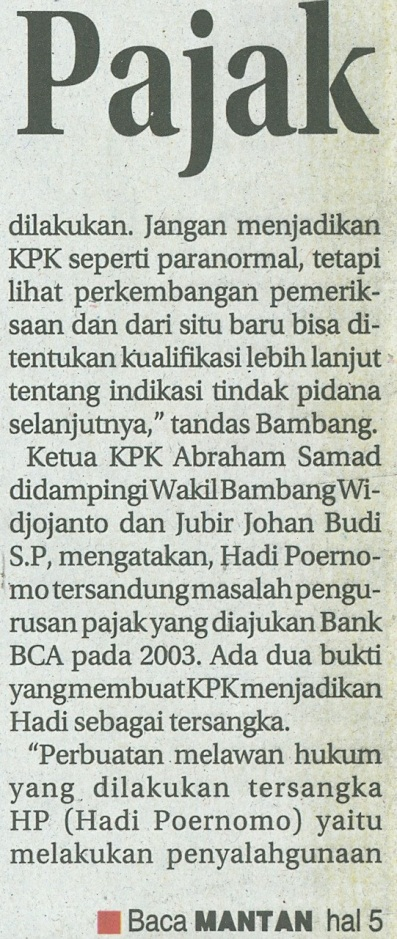 Pajak
dilakukan. Jangan menjadikan
KPK seperti paranormal, tetapi
lihat perkembangan pemerik-
saan dan dari situ baru bisa di-
tentukan kualifikasi lebih lanjut
tentang indikasi tindak pidana
selanjutnya,” tandas Bambang.
Ketua KPK Abraham Samad
didampingi Wakil Bambang Wi-
djojanto dan Jubir Johan Budi
S.P, mengatakan, Hadi Poerno-
mo tersandung masalah pengu-
rusan pajak yang diajukan Bank
BCA pada 2003. Ada dua bukti
yang membuat KPK menjadikan
Hadi sebagai tersangka.
“Perbuatan melawan hukum
yang dilakukan tersangka
HP (Hadi Poernomo) yaitu
melakukan penyalahgunaan
Baca MANTAN hal 5